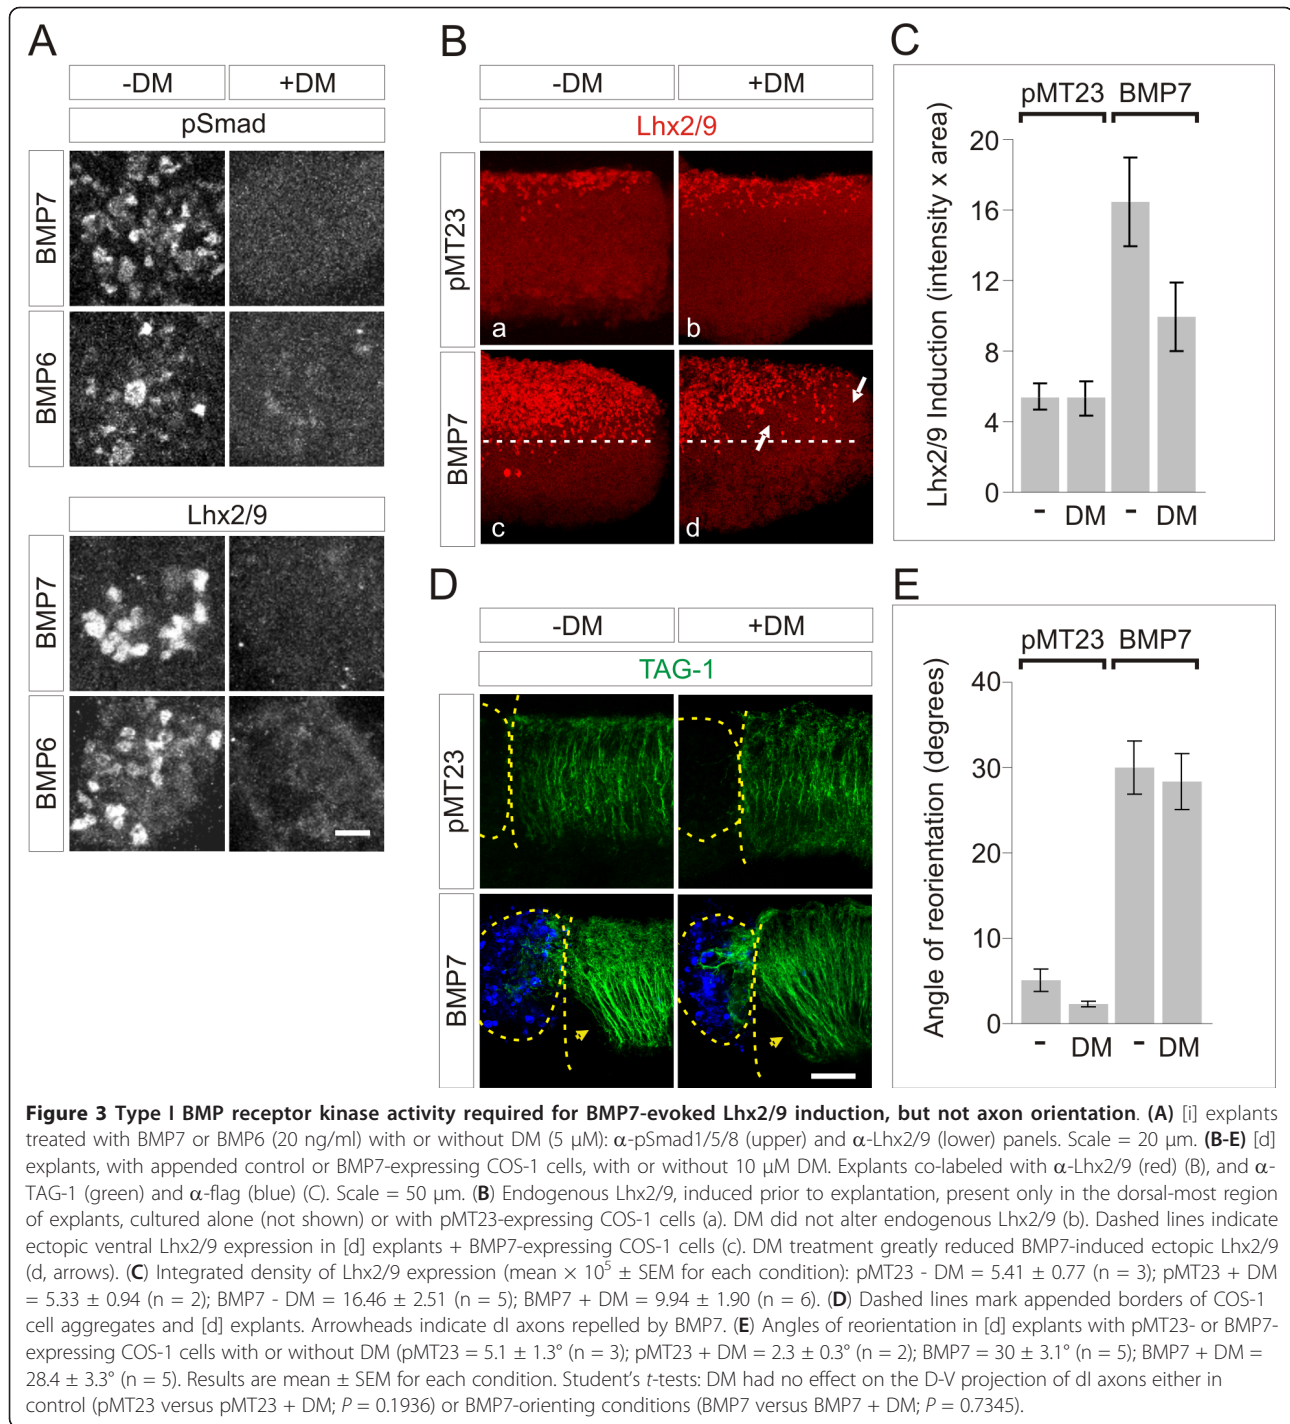 A
-DM
+DM
pSmad
BMP7
BMP6
Lhx2/9
BMP7
BMP6
B
-DM
+DM
Lhx2/9
pMT23
a
b
BMP7
c
d
C
pMT23
BMP7
Lhx2/9 Induction (intensity x area)
20
16
12
8
4
0
-
DM
-
DM
D
-DM
+DM
TAG-1
pMT23
BMP7
E
pMT23
BMP7
Angle of reorientation (degrees)
40
30
20
10
0
-
DM
-
DM
Figure 3 Type I BMP receptor kinase activity required for BMP7-evoked Lhx2/9 induction, but not axon orientation. (A) [i] explants
treated with BMP7 or BMP6 (20 ng/ml) with or without DM (5 μM): α-pSmad1/5/8 (upper) and α-Lhx2/9 (lower) panels. Scale = 20 μm. (B-E) [d]
explants, with appended control or BMP7-expressing COS-1 cells, with or without 10 μM DM. Explants co-labeled with α-Lhx2/9 (red) (B), and α-
TAG-1 (green) and α-flag (blue) (C). Scale = 50 μm. (B) Endogenous Lhx2/9, induced prior to explantation, present only in the dorsal-most region
of explants, cultured alone (not shown) or with pMT23-expressing COS-1 cells (a). DM did not alter endogenous Lhx2/9 (b). Dashed lines indicate
ectopic ventral Lhx2/9 expression in [d] explants + BMP7-expressing COS-1 cells (c). DM treatment greatly reduced BMP7-induced ectopic Lhx2/9
(d, arrows). (C) Integrated density of Lhx2/9 expression (mean × 10⁵ ± SEM for each condition): pMT23 - DM = 5.41 ± 0.77 (n = 3); pMT23 + DM
= 5.33 ± 0.94 (n = 2); BMP7 - DM = 16.46 ± 2.51 (n = 5); BMP7 + DM = 9.94 ± 1.90 (n = 6). (D) Dashed lines mark appended borders of COS-1
cell aggregates and [d] explants. Arrowheads indicate dI axons repelled by BMP7. (E) Angles of reorientation in [d] explants with pMT23- or BMP7-
expressing COS-1 cells with or without DM (pMT23 = 5.1 ± 1.3° (n = 3); pMT23 + DM = 2.3 ± 0.3° (n = 2); BMP7 = 30 ± 3.1° (n = 5); BMP7 + DM =
28.4 ± 3.3° (n = 5). Results are mean ± SEM for each condition. Student's t-tests: DM had no effect on the D-V projection of dI axons either in
control (pMT23 versus pMT23 + DM; P = 0.1936) or BMP7-orienting conditions (BMP7 versus BMP7 + DM; P = 0.7345).